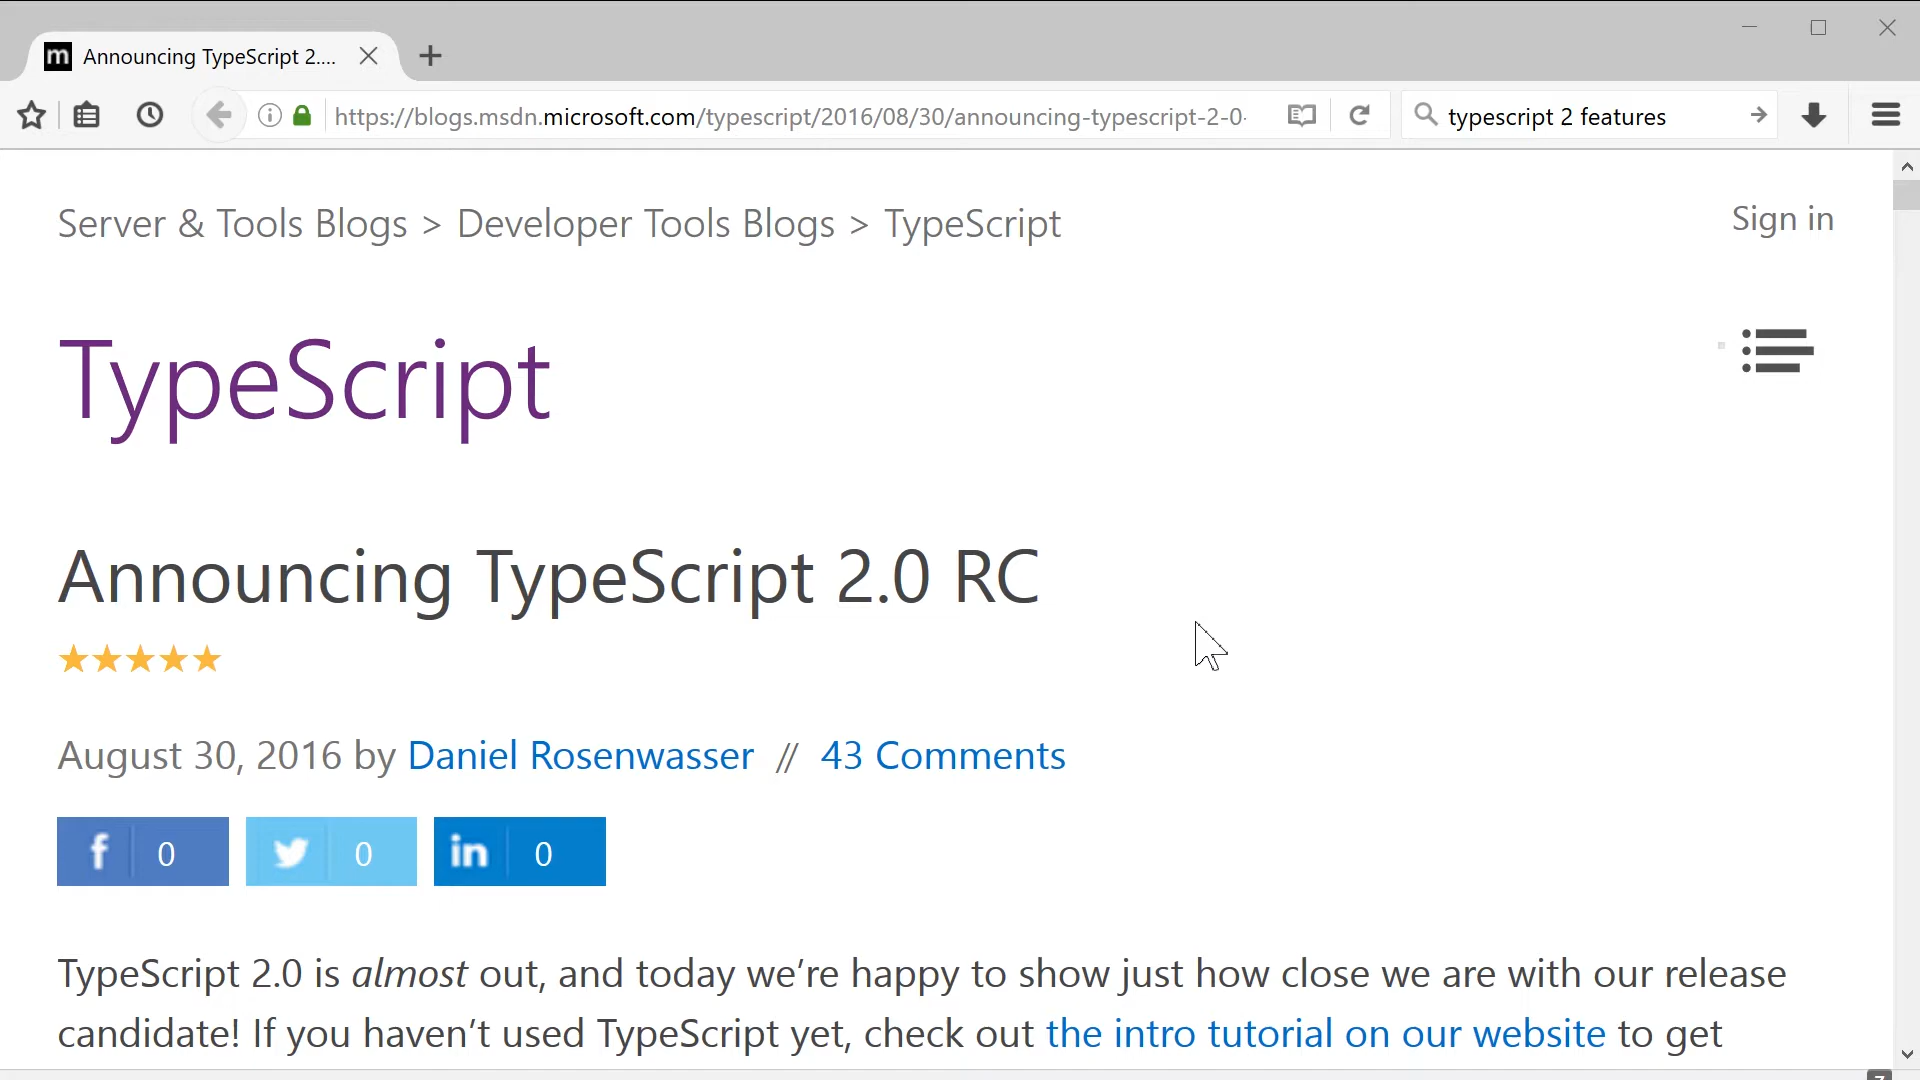 m Announcing TypeScript 2....
https://blogs.msdn.microsoft.com/typescript/2016/08/30/announcing-typescript-2-0-
typescript 2 features
Server & Tools Blogs > Developer Tools Blogs > TypeScript
Sign in
TypeScript
Announcing TypeScript 2.0 RC
August 30, 2016 by Daniel Rosenwasser // 43 Comments
f 0
0
in 0
TypeScript 2.0 is almost out, and today we’re happy to show just how close we are with our release
candidate! If you haven’t used TypeScript yet, check out the intro tutorial on our website to get